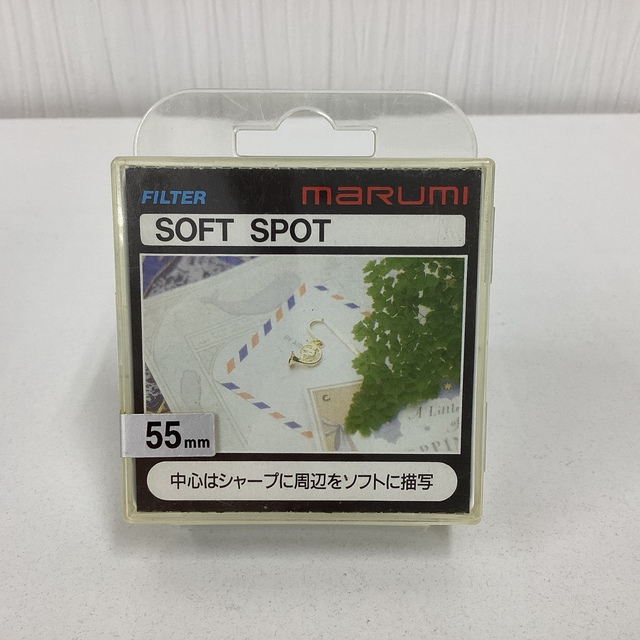 FILTER
marumi
SOFT SPOT
A Little
55mm
中心はシャープに周辺をソフトに描写